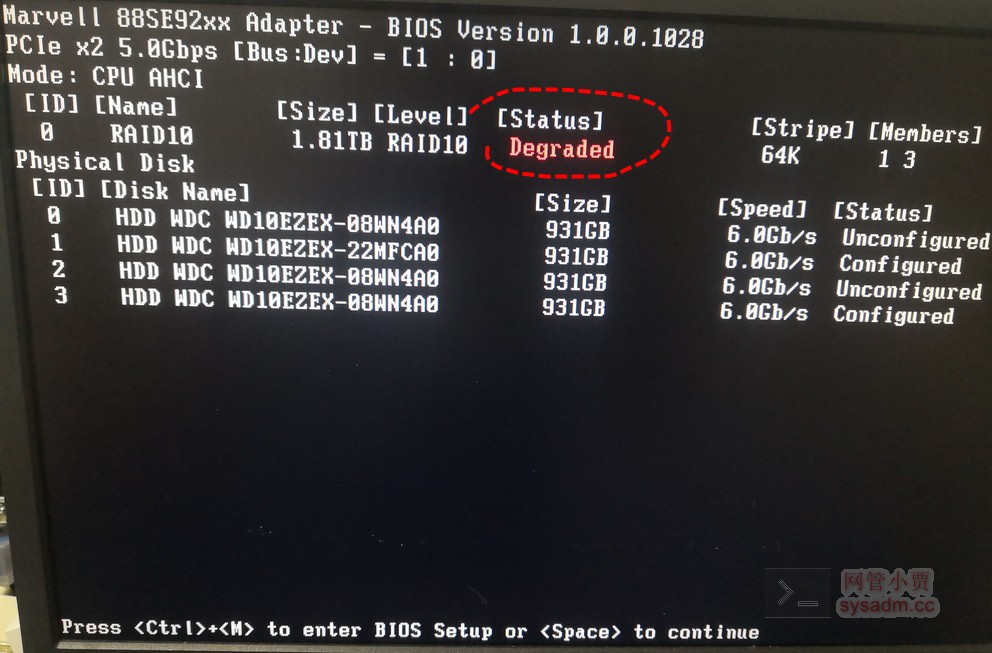 Marvell 88SE92xx Adapter - BIOS Version 1.0.0.1028
PCIe x2 5.0Gbps [Bus:Dev] = [1 : 0]
Mode: CPU AHCI
[ID] [Name] [Size] [Level] [Status] [Stripe] [Members]
0 RAID10 1.81TB RAID10 Degraded 64K 1 3
Physical Disk
[ID] [Disk Name] [Size] [Speed] [Status]
0 HDD WDC WD10EZEX-08WN4A0 931GB 6.0Gb/s Unconfigured
1 HDD WDC WD10EZEX-22MFCA0 931GB 6.0Gb/s Configured
2 HDD WDC WD10EZEX-08WN4A0 931GB 6.0Gb/s Unconfigured
3 HDD WDC WD10EZEX-08WN4A0 931GB 6.0Gb/s Configured
网管小贾
sysadm.cc
Press <Ctrl>+<M> to enter BIOS Setup or <Space> to continue